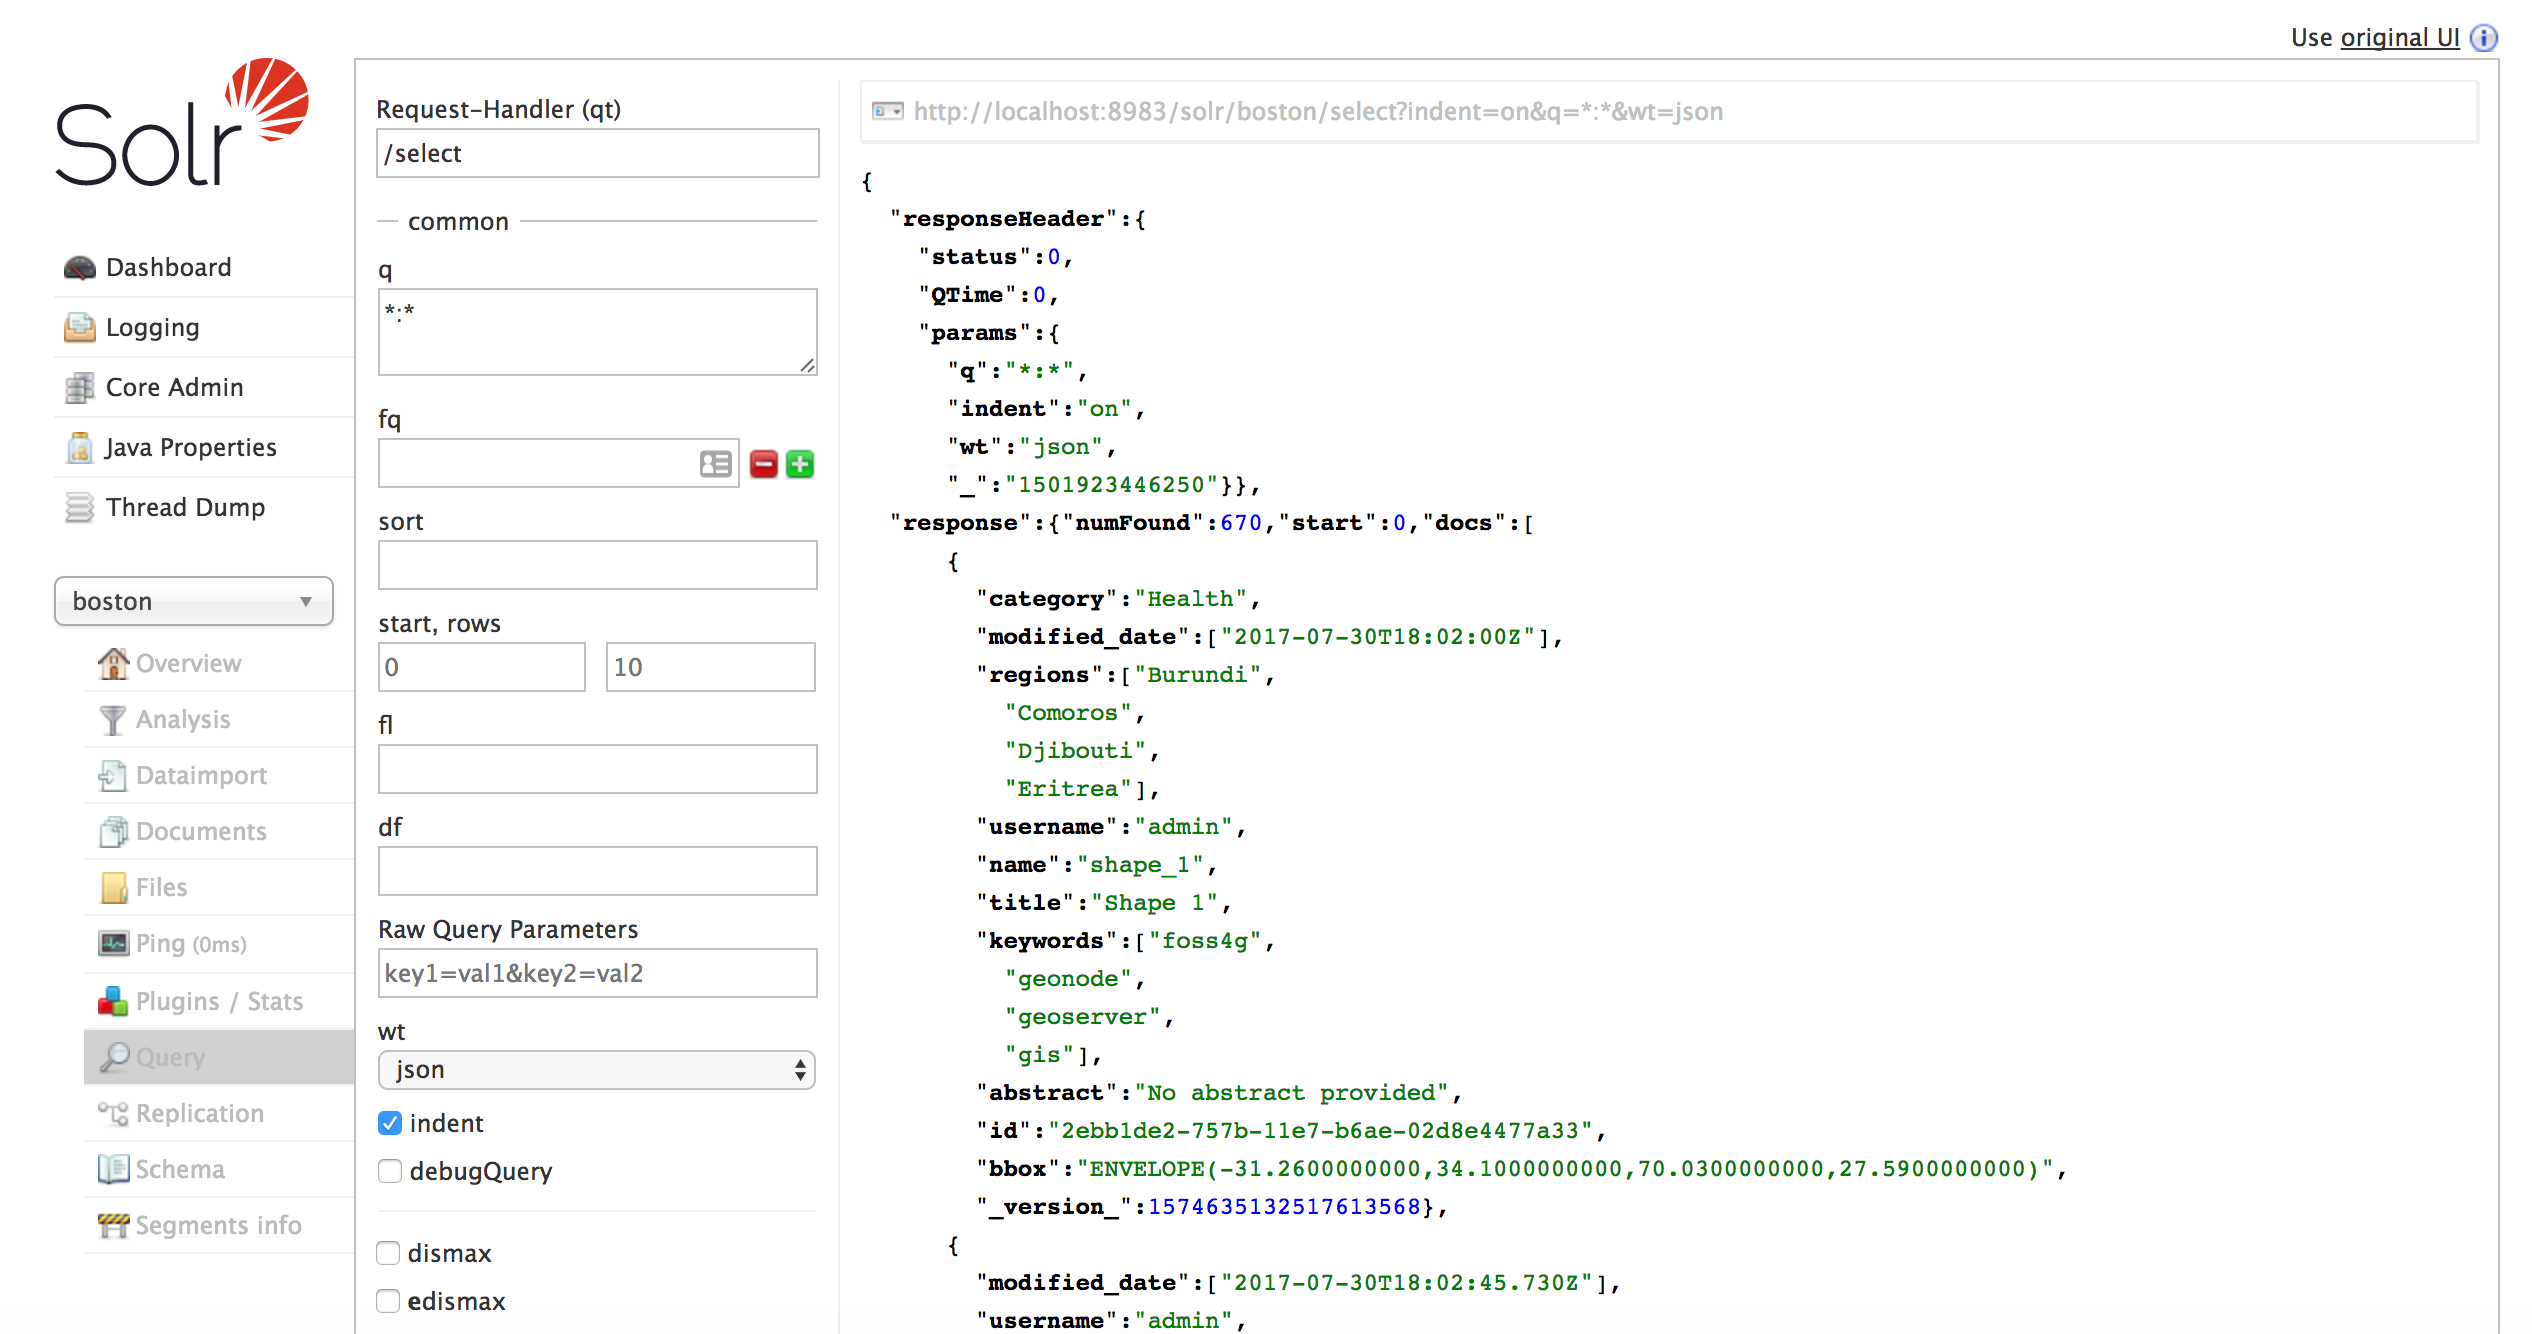 Use original UI
Solr
Dashboard
Logging
Core Admin
Java Properties
Thread Dump
boston
Overview
Analysis
Dataimport
Documents
Files
Ping (0ms)
Plugins / Stats
Query
Replication
Schema
Segments info
Request-Handler (qt)
/select
common
q
*:*
fq
sort
start, rows
0 10
fl
df
Raw Query Parameters
key1=val1&key2=val2
wt
json
indent
debugQuery
dismax
edismax
http://localhost:8983/solr/boston/select?indent=on&q=*:*&wt=json
{
"responseHeader":{
"status":0,
"QTime":0,
"params":{
"q":"*:*",
"indent":"on",
"wt":"json",
"_":"1501923446250"}},
"response":{"numFound":670,"start":0,"docs":[
{
"category":"Health",
"modified_date":["2017-07-30T18:02:00Z"],
"regions":["Burundi",
"Comoros",
"Djibouti",
"Eritrea"],
"username":"admin",
"name":"shape_1",
"title":"Shape 1",
"keywords":["foss4g",
"geonode",
"geoserver",
"gis"],
"abstract":"No abstract provided",
"id":"2ebb1de2-757b-11e7-b6ae-02d8e4477a33",
"bbox":"ENVELOPE(-31.2600000000,34.1000000000,70.0300000000,27.5900000000)",
"_version_":1574635132517613568},
{
"modified_date":["2017-07-30T18:02:45.730Z"],
"username":"admin",